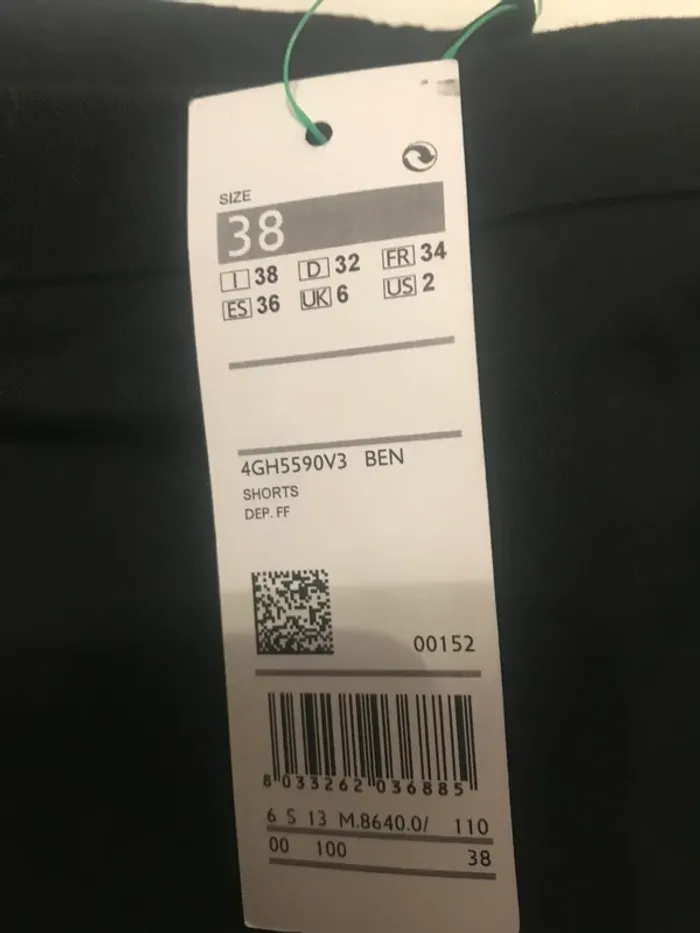 SIZE
38
I 38 D 32 FR 34
ES 36 UK 6 US 2
4GH5590V3 BEN
SHORTS
DEP. FF
00152
8 033262 036885
6 S 13 M.8640.0/ 110
00 100 38